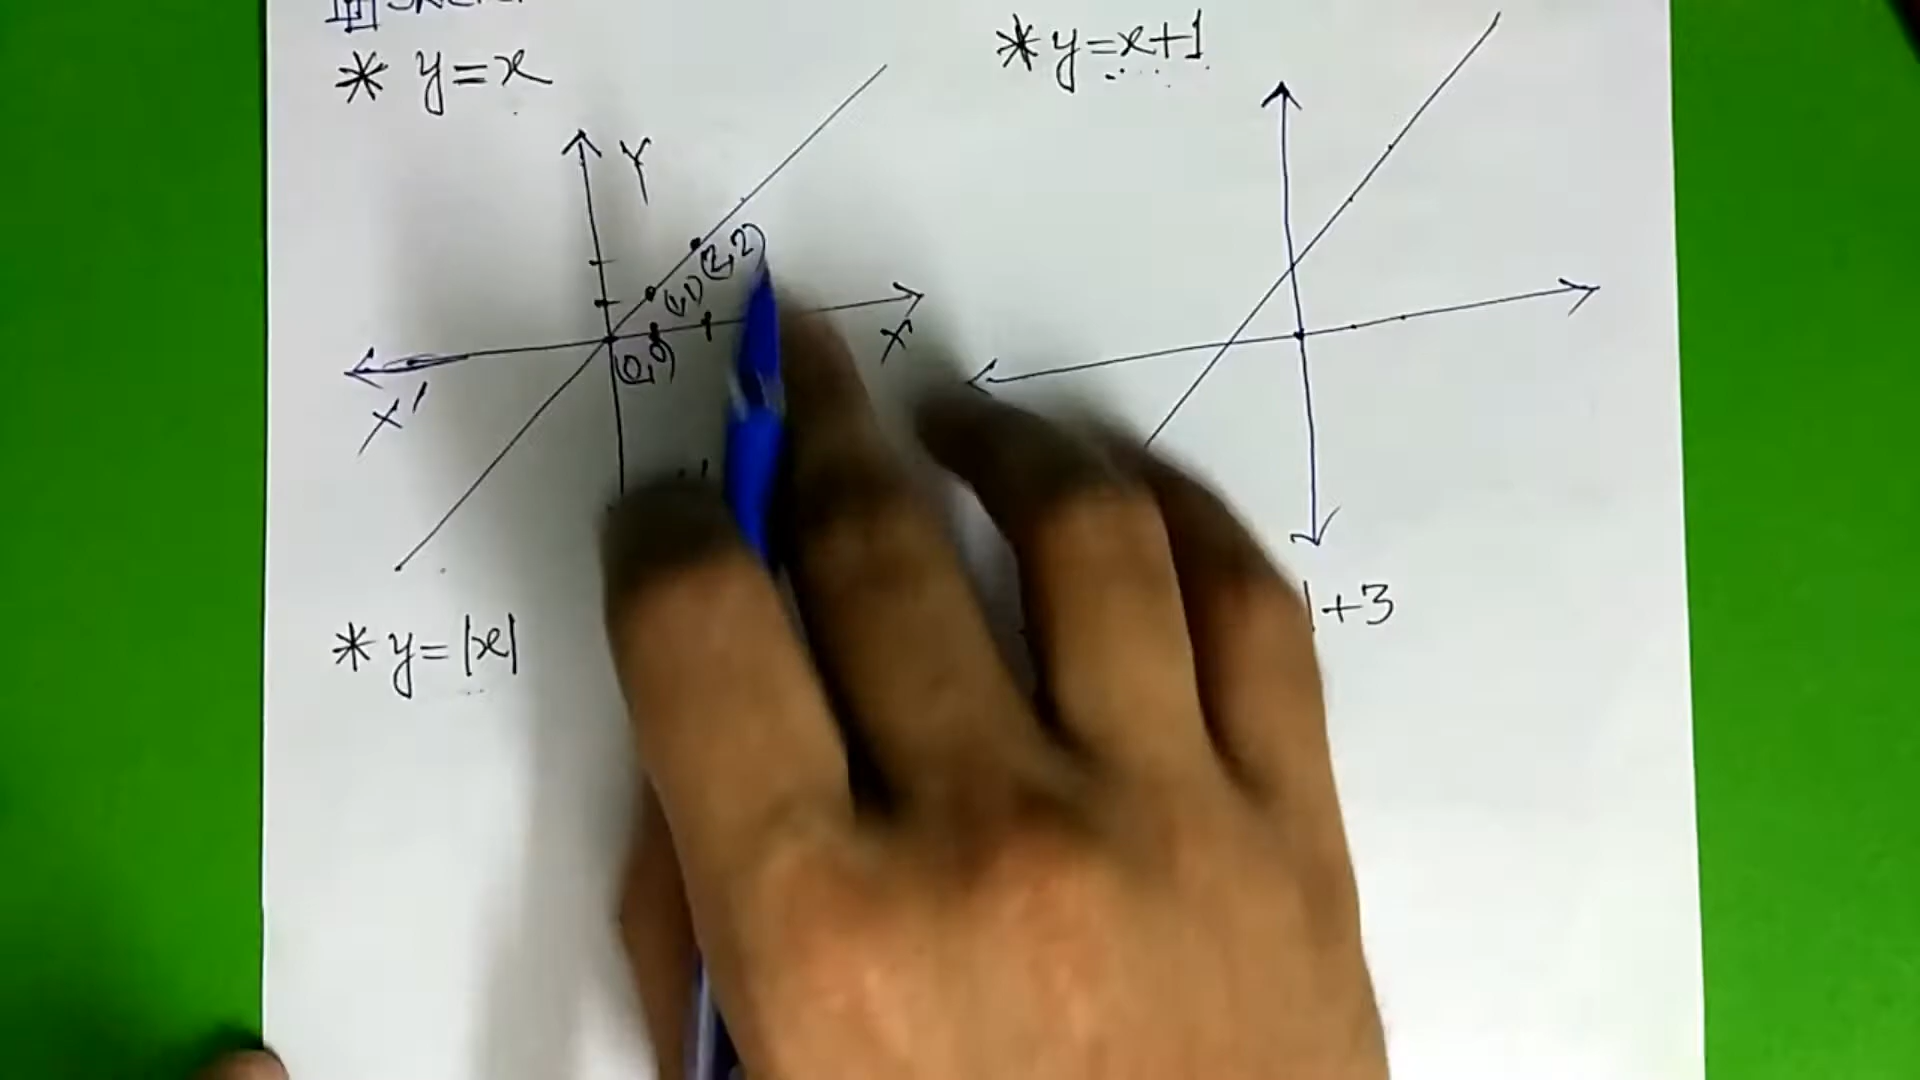 * y=x
* y=x+1
Y
(2,2)
(1,1)
X
(0,0)
X'
+3
* y=|x|